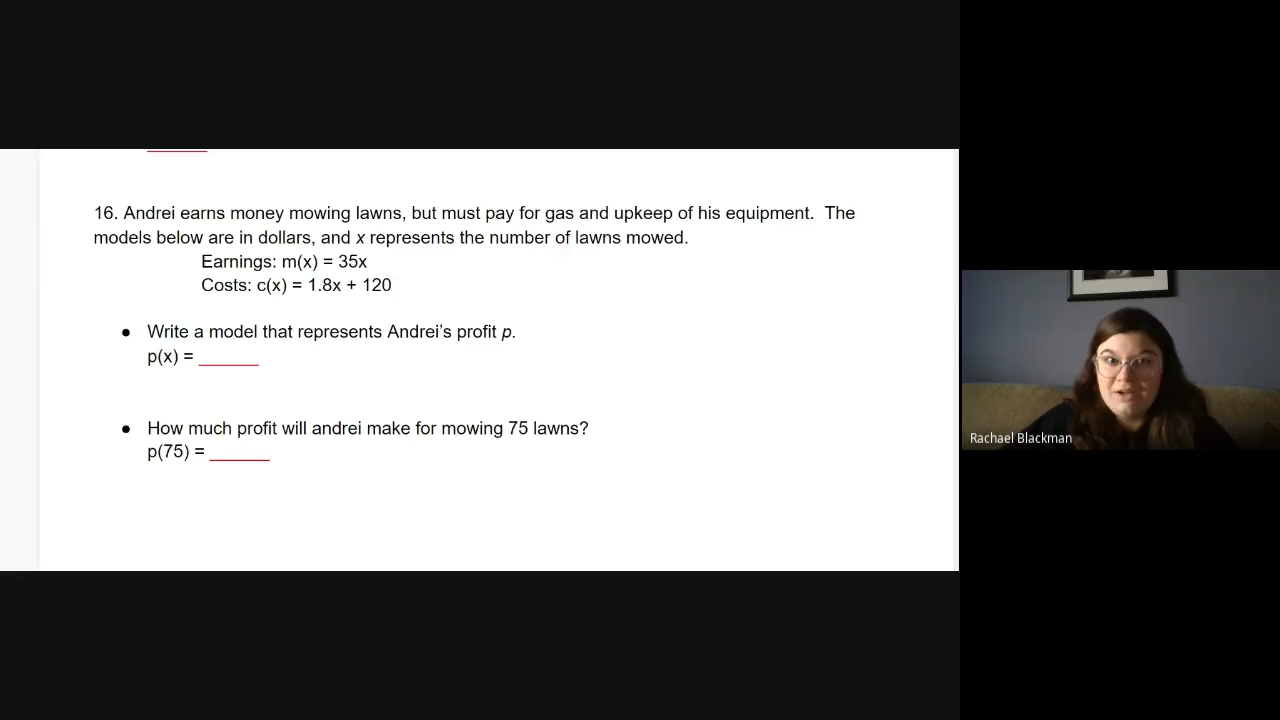 16. Andrei earns money mowing lawns, but must pay for gas and upkeep of his equipment.  The
models below are in dollars, and x represents the number of lawns mowed.
Earnings: m(x) = 35x
Costs: c(x) = 1.8x + 120
● Write a model that represents Andrei’s profit p.
p(x) = ______
● How much profit will andrei make for mowing 75 lawns?
p(75) = ______
Rachael Blackman